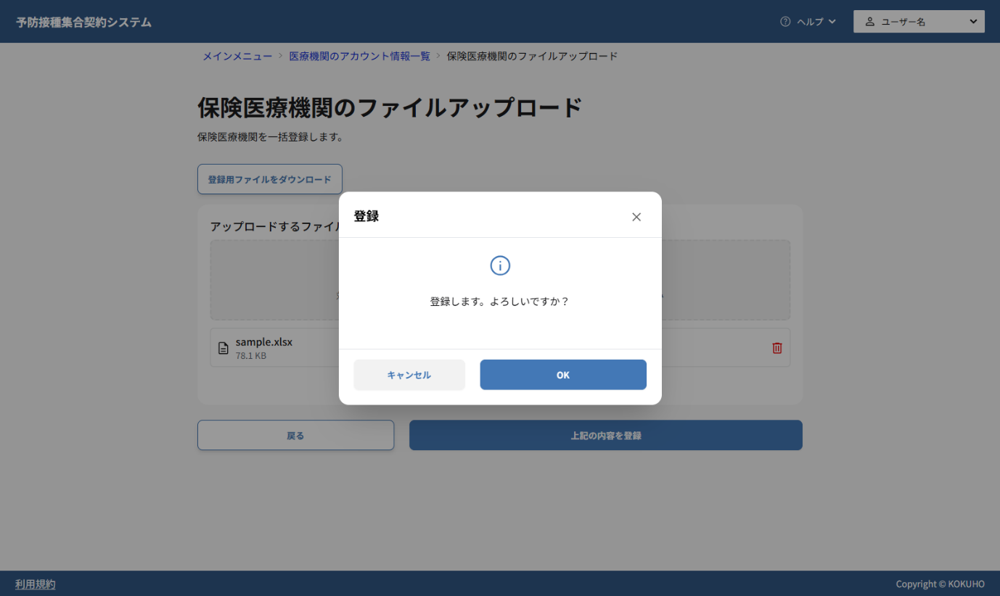 予防接種集合契約システム
ヘルプ
ユーザー名
メインメニュー
医療機関のアカウント情報一覧
保険医療機関のファイルアップロード
保険医療機関のファイルアップロード
保険医療機関を一括登録します。
登録用ファイルをダウンロード
アップロードするファイ
登録
登録します。よろしいですか？
sample.xlsx
78.1 KB
キャンセル
OK
戻る
上記の内容を登録
利用規約
Copyright © KOKUHO